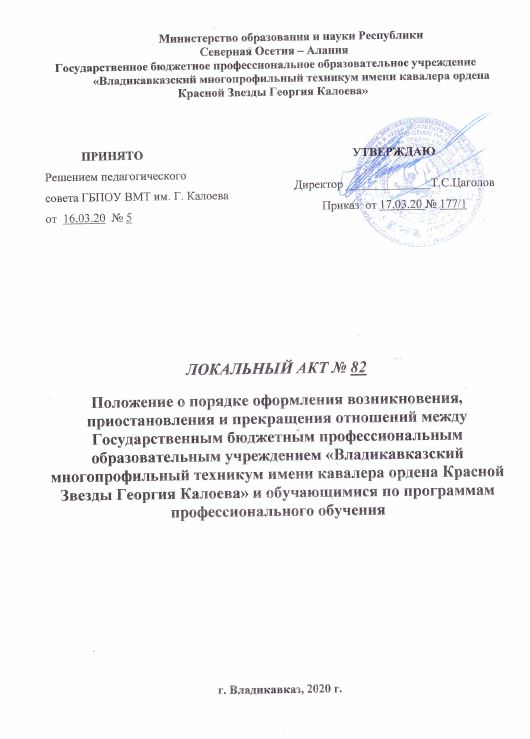 Министерство образования и науки Республики
Северная Осетия – Алания
Государственное бюджетное профессиональное образовательное учреждение
«Владикавказский многопрофильный техникум имени кавалера ордена
Красной Звезды Георгия Калоева»
ПРИНЯТО
Решением педагогического
совета ГБПОУ ВМТ им. Г. Калоева
от 16.03.20 № 5
УТВЕРЖДАЮ
Директор Т.С.Цаголов
Приказ от 17.03.20 № 177/1
ЛОКАЛЬНЫЙ АКТ № 82
Положение о порядке оформления возникновения,
приостановления и прекращения отношений между
Государственным бюджетным профессиональным
образовательным учреждением «Владикавказский
многопрофильный техникум имени кавалера ордена Красной
Звезды Георгия Калоева» и обучающимися по программам
профессионального обучения
г. Владикавказ, 2020 г.